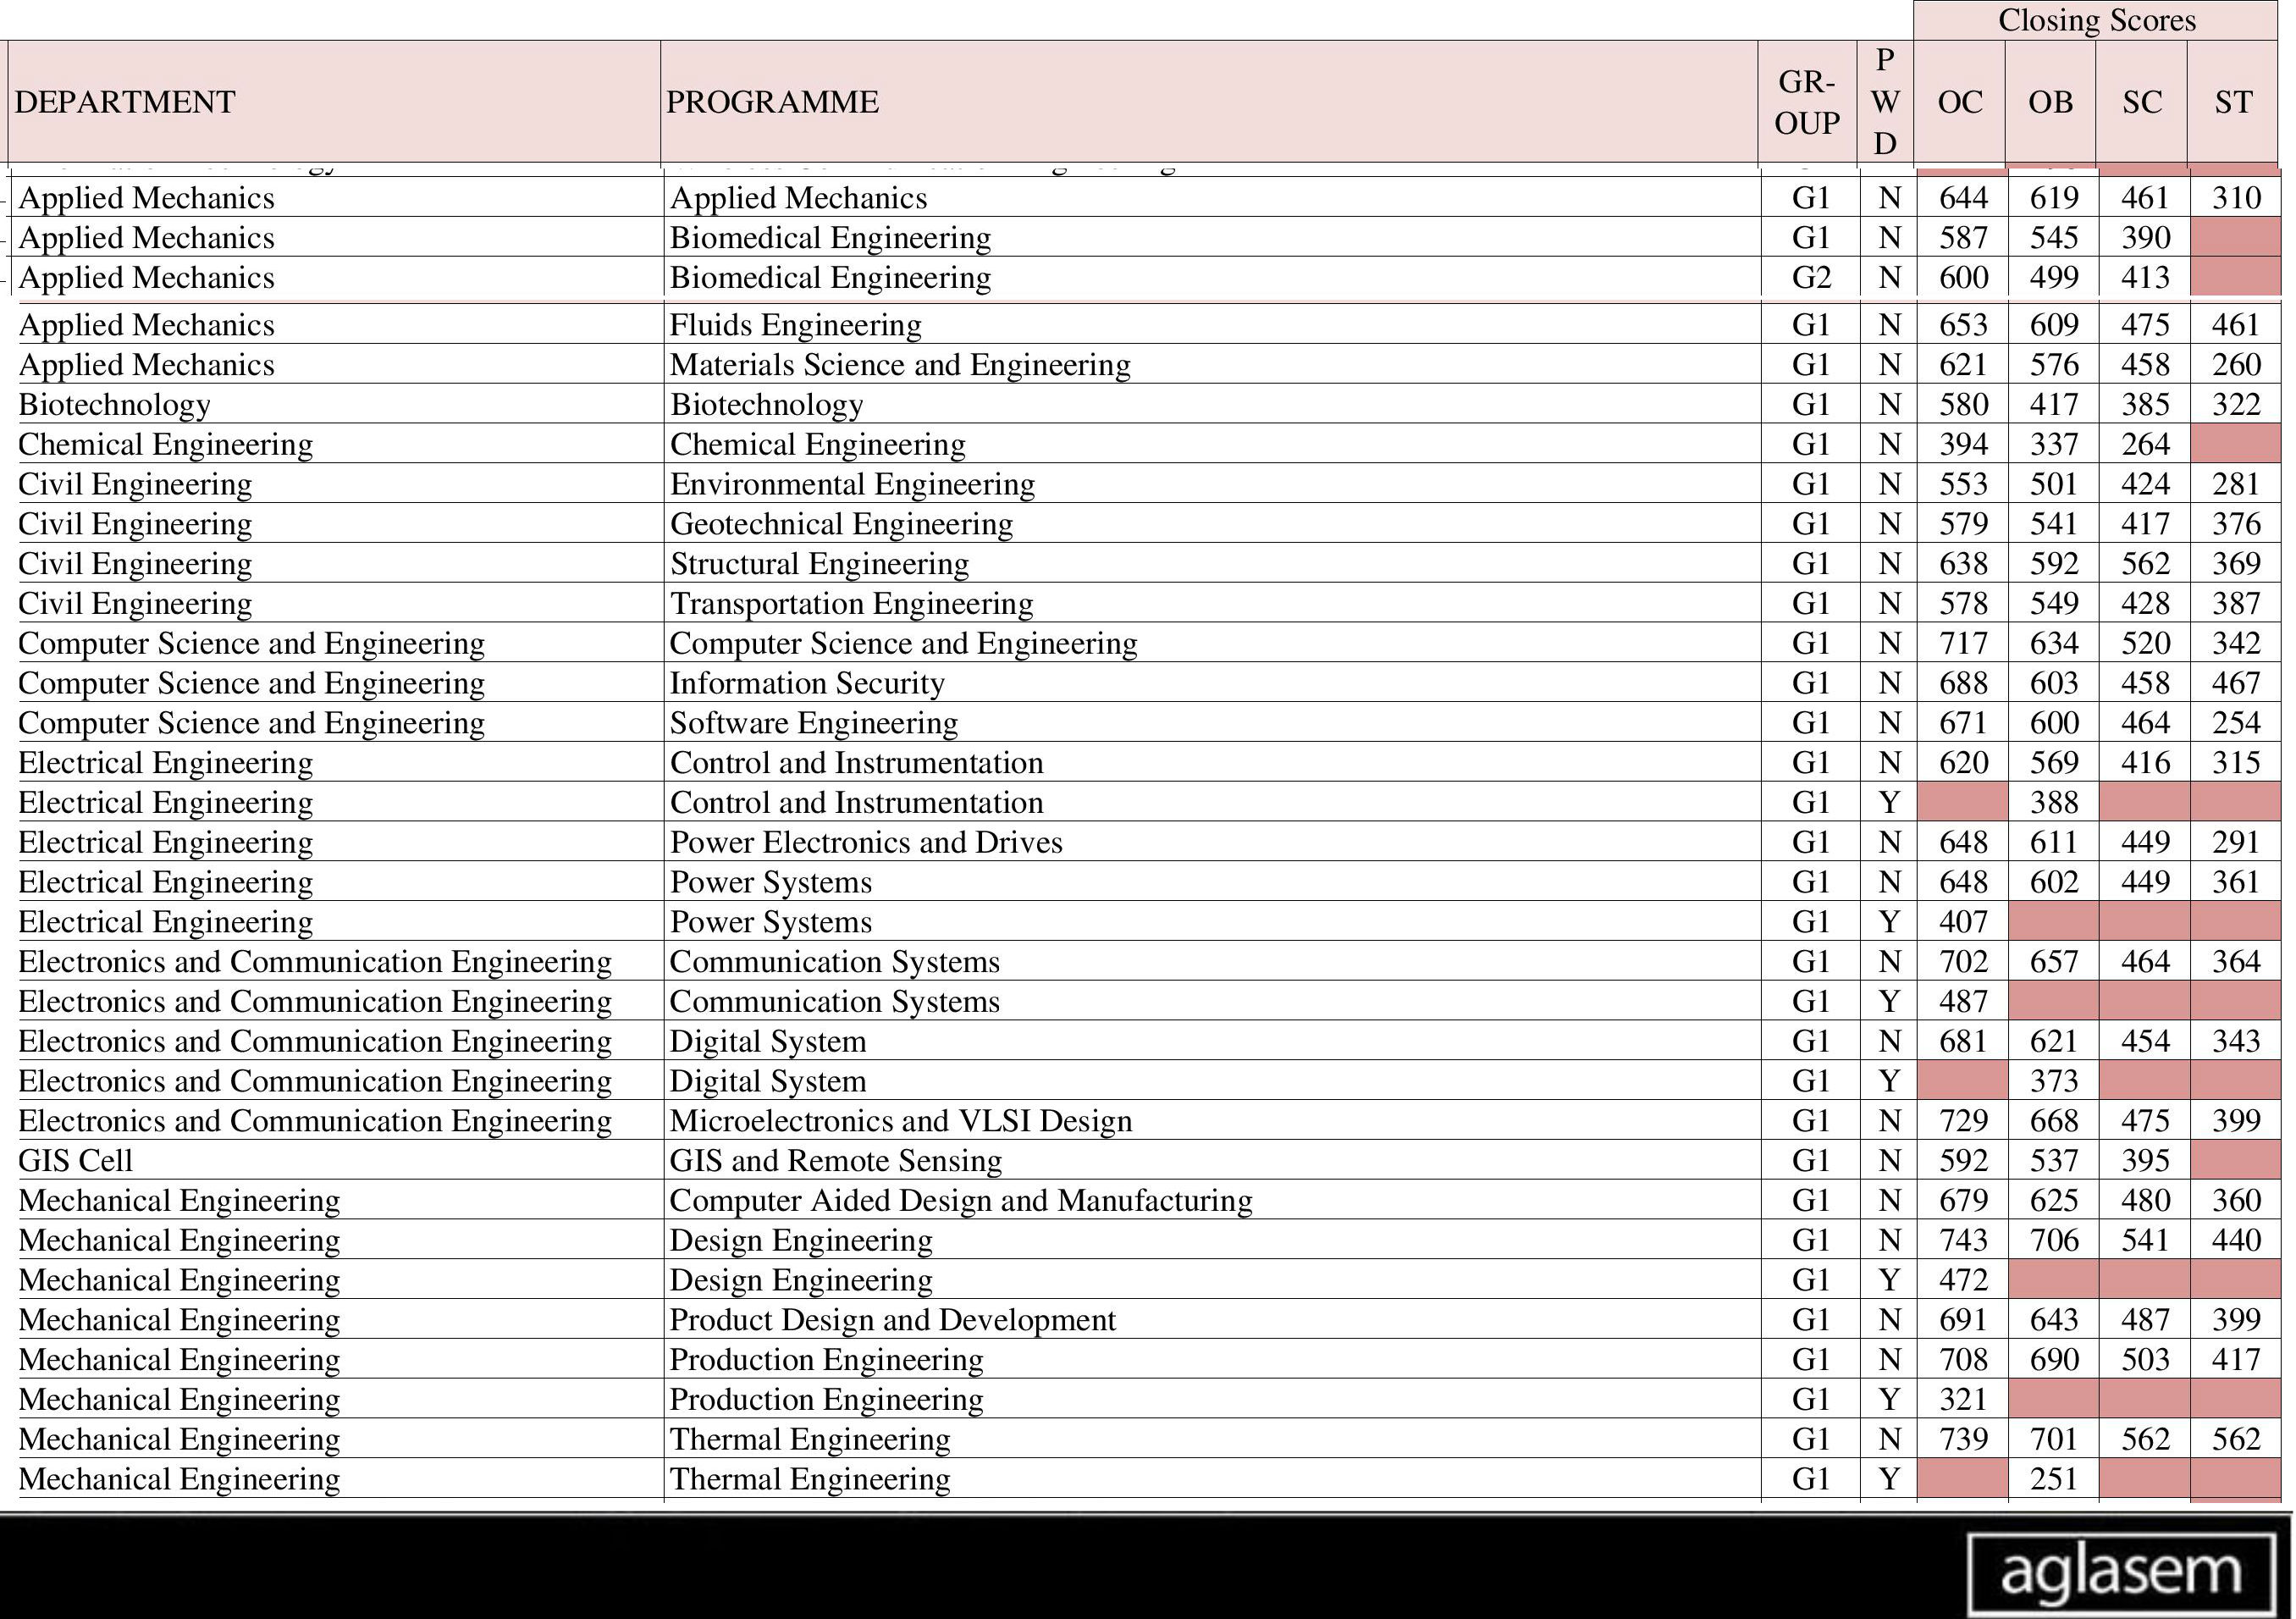 Closing Scores
DEPARTMENT PROGRAMME GR-OUP PWD OC OB SC ST
Applied Mechanics Applied Mechanics G1 N 644 619 461 310
Applied Mechanics Biomedical Engineering G1 N 587 545 390
Applied Mechanics Biomedical Engineering G2 N 600 499 413
Applied Mechanics Fluids Engineering G1 N 653 609 475 461
Applied Mechanics Materials Science and Engineering G1 N 621 576 458 260
Biotechnology Biotechnology G1 N 580 417 385 322
Chemical Engineering Chemical Engineering G1 N 394 337 264
Civil Engineering Environmental Engineering G1 N 553 501 424 281
Civil Engineering Geotechnical Engineering G1 N 579 541 417 376
Civil Engineering Structural Engineering G1 N 638 592 562 369
Civil Engineering Transportation Engineering G1 N 578 549 428 387
Computer Science and Engineering Computer Science and Engineering G1 N 717 634 520 342
Computer Science and Engineering Information Security G1 N 688 603 458 467
Computer Science and Engineering Software Engineering G1 N 671 600 464 254
Electrical Engineering Control and Instrumentation G1 N 620 569 416 315
Electrical Engineering Control and Instrumentation G1 Y 388
Electrical Engineering Power Electronics and Drives G1 N 648 611 449 291
Electrical Engineering Power Systems G1 N 648 602 449 361
Electrical Engineering Power Systems G1 Y 407
Electronics and Communication Engineering Communication Systems G1 N 702 657 464 364
Electronics and Communication Engineering Communication Systems G1 Y 487
Electronics and Communication Engineering Digital System G1 N 681 621 454 343
Electronics and Communication Engineering Digital System G1 Y 373
Electronics and Communication Engineering Microelectronics and VLSI Design G1 N 729 668 475 399
GIS Cell GIS and Remote Sensing G1 N 592 537 395
Mechanical Engineering Computer Aided Design and Manufacturing G1 N 679 625 480 360
Mechanical Engineering Design Engineering G1 N 743 706 541 440
Mechanical Engineering Design Engineering G1 Y 472
Mechanical Engineering Product Design and Development G1 N 691 643 487 399
Mechanical Engineering Production Engineering G1 N 708 690 503 417
Mechanical Engineering Production Engineering G1 Y 321
Mechanical Engineering Thermal Engineering G1 N 739 701 562 562
Mechanical Engineering Thermal Engineering G1 Y 251
aglasem